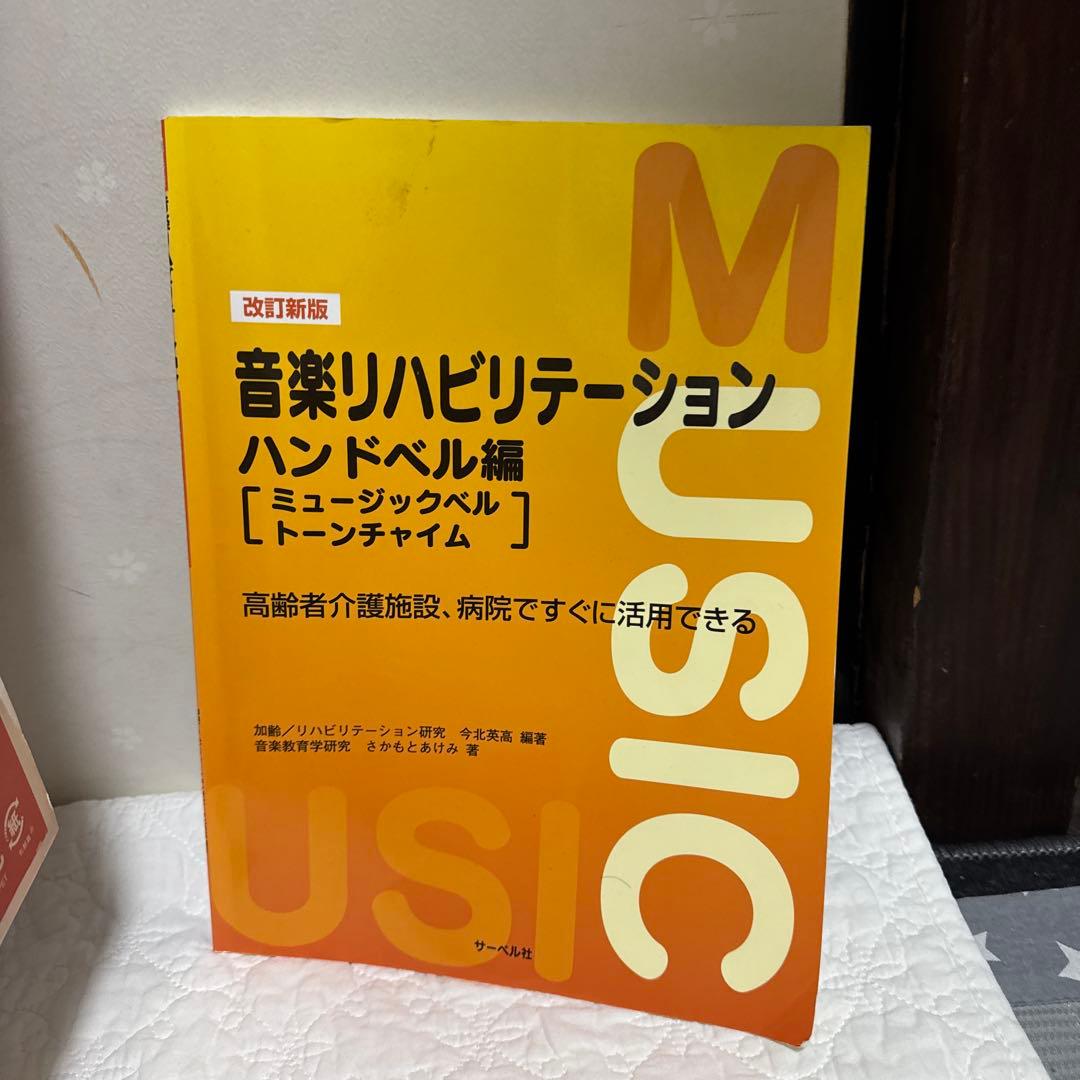 改訂新版
音楽リハビリテーション
ハンドベル編
[ミュージックベル
トーンチャイム]
高齢者介護施設、病院ですぐに活用できる
加齢／リハビリテーション研究 今北英高 編著
音楽教育学研究 さかもとあけみ 著
MUSIC
USI
サーベル社
紙